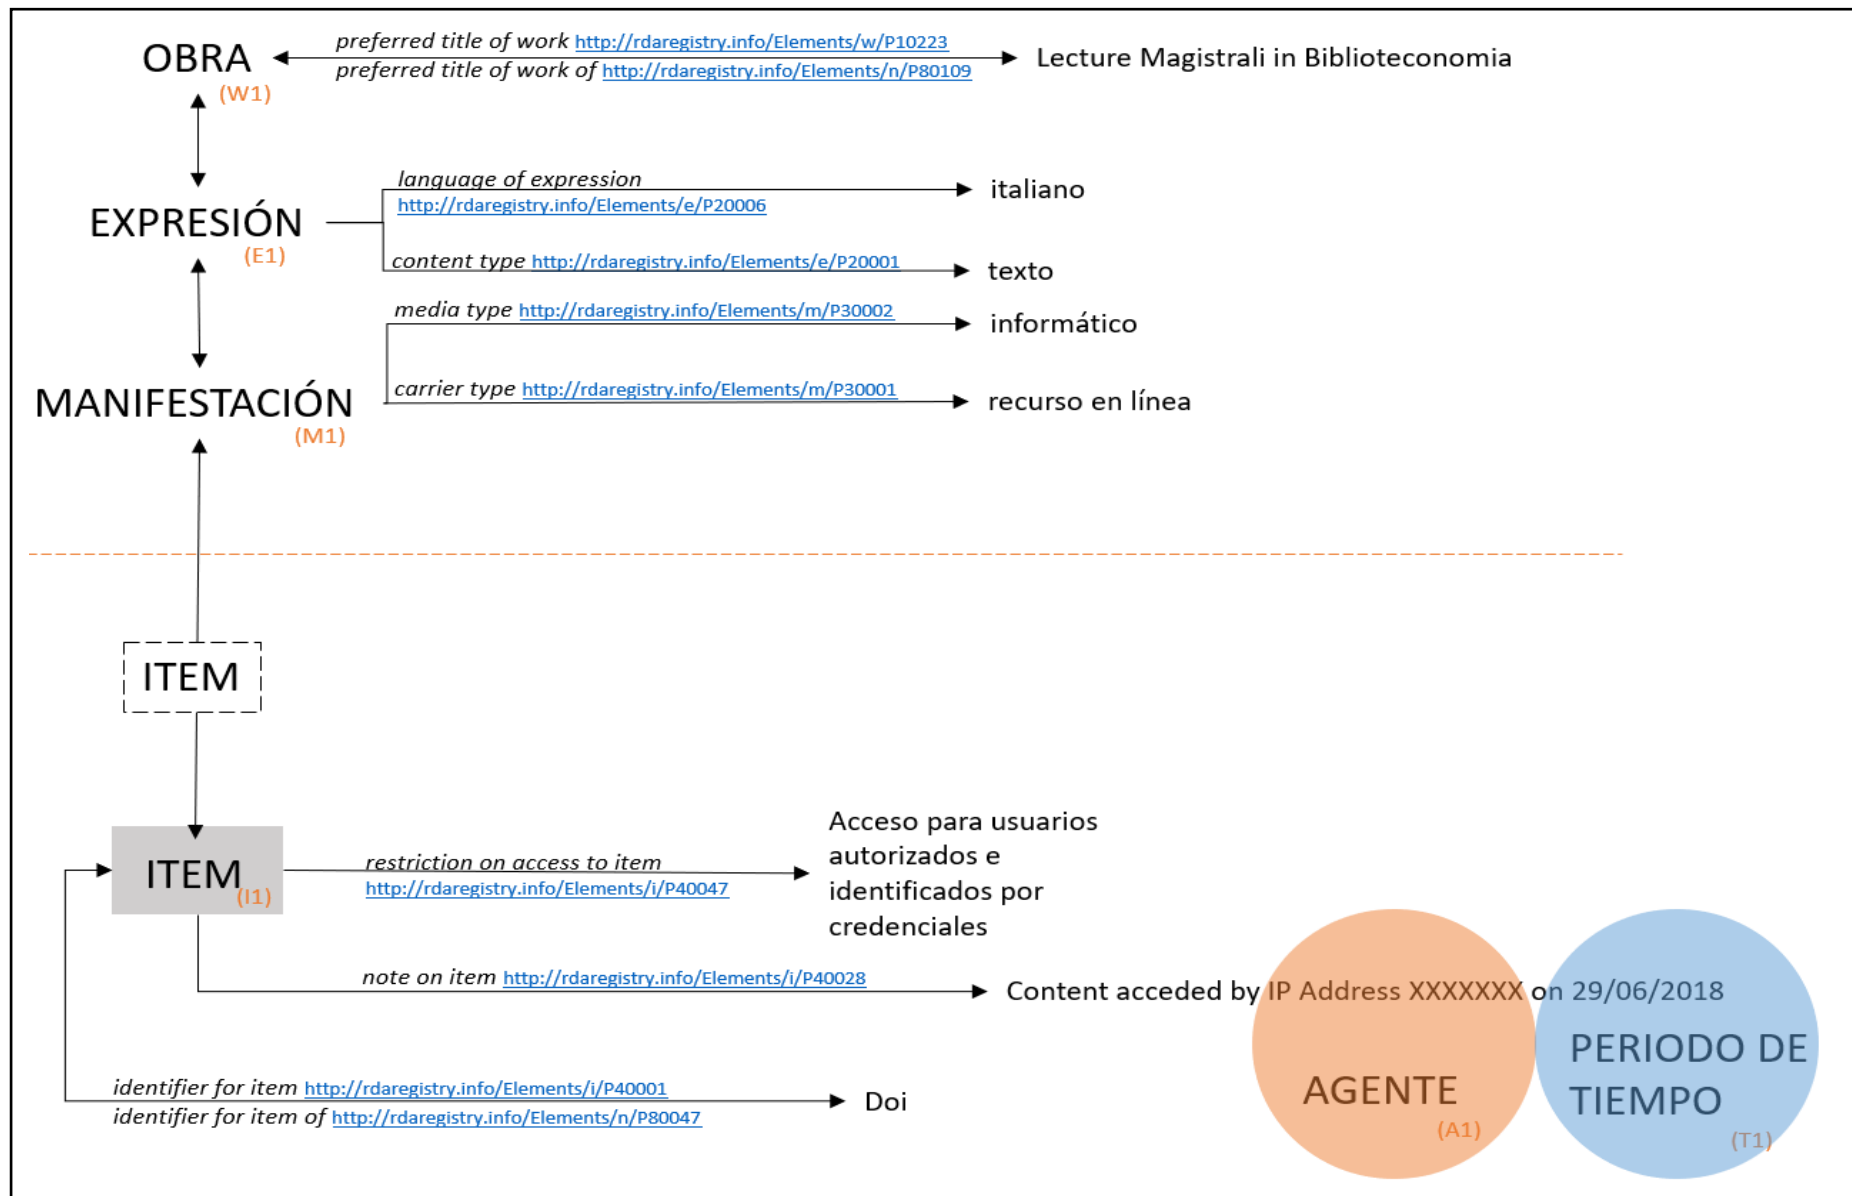 OBRA
(W1)
preferred title of work http://rdaregistry.info/Elements/w/P10223
preferred title of work of http://rdaregistry.info/Elements/n/P80109
Lecture Magistrali in Biblioteconomia
EXPRESIÓN
(E1)
language of expression
http://rdaregistry.info/Elements/e/P20006
italiano
content type http://rdaregistry.info/Elements/e/P20001
texto
MANIFESTACIÓN
(M1)
media type http://rdaregistry.info/Elements/m/P30002
informático
carrier type http://rdaregistry.info/Elements/m/P30001
recurso en línea
ITEM
ITEM
(I1)
restriction on access to item
http://rdaregistry.info/Elements/i/P40047
Acceso para usuarios
autorizados e
identificados por
credenciales
note on item http://rdaregistry.info/Elements/i/P40028
Content acceded by IP Address XXXXXXX on 29/06/2018
AGENTE
(A1)
PERIODO DE
TIEMPO
(T1)
identifier for item http://rdaregistry.info/Elements/i/P40001
identifier for item of http://rdaregistry.info/Elements/n/P80047
Doi